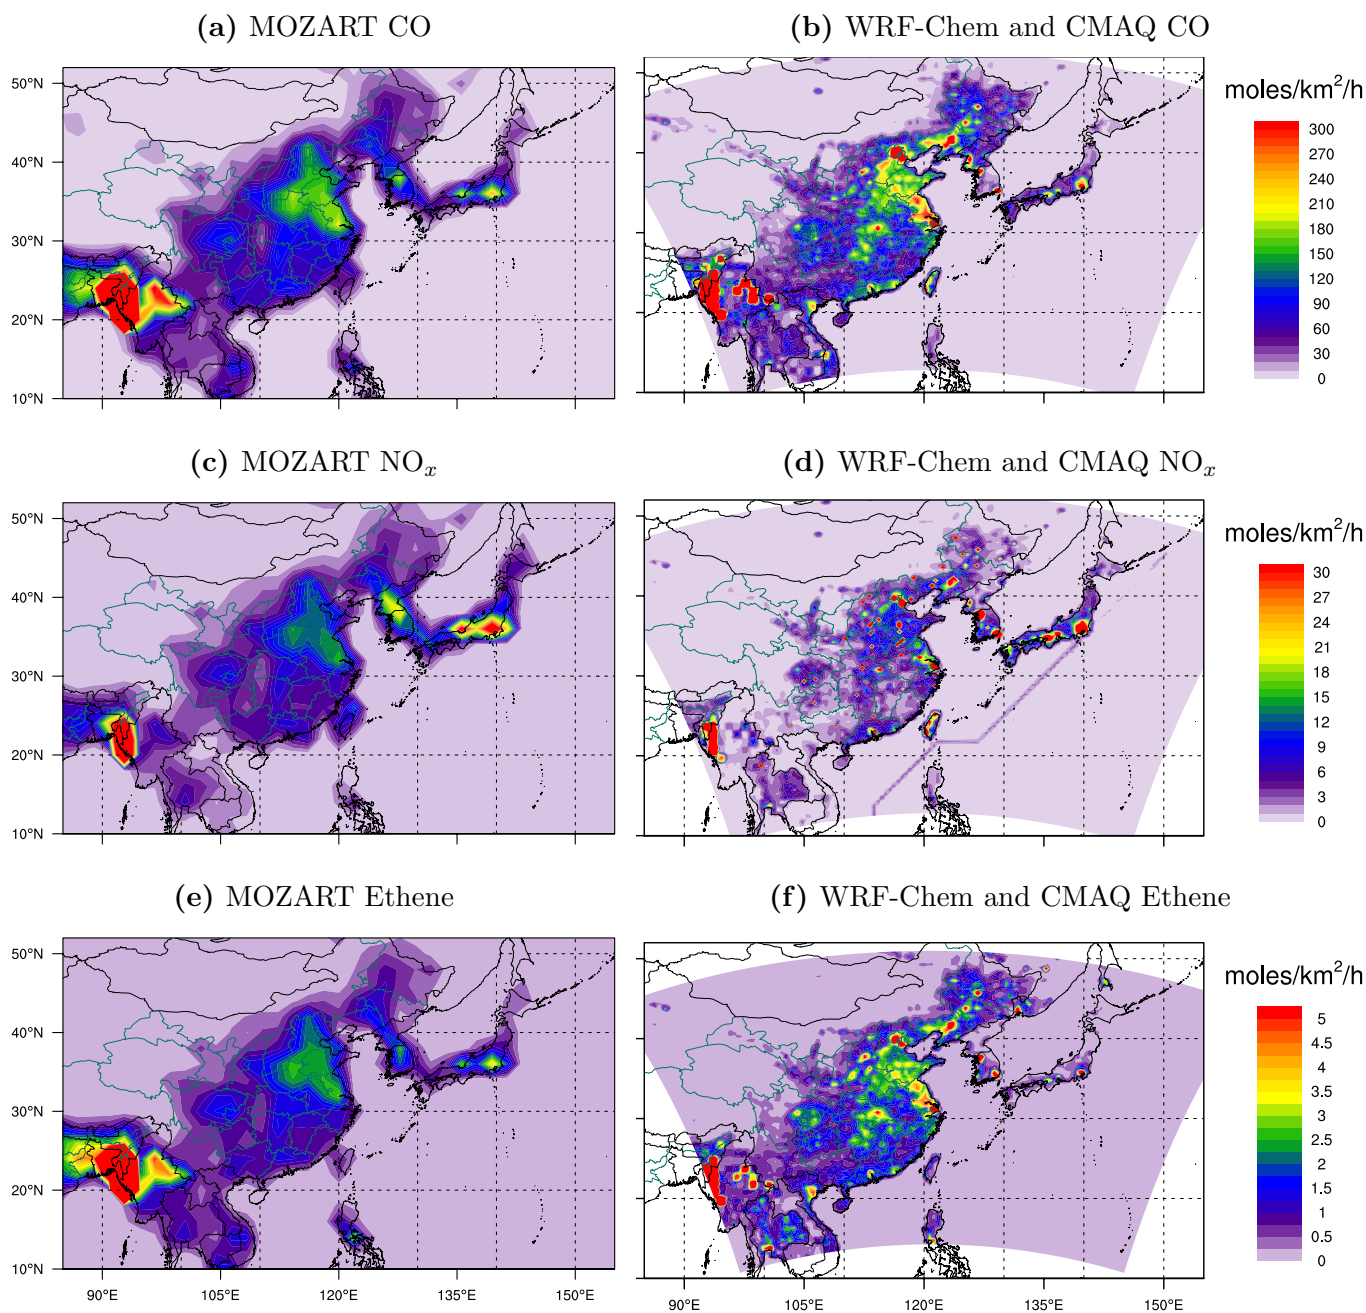 (a) MOZART CO
(b) WRF-Chem and CMAQ CO
50°N
40°N
30°N
20°N
10°N
moles/km²/h
300
270
240
210
180
150
120
90
60
30
0
(c) MOZART NOₓ
(d) WRF-Chem and CMAQ NOₓ
50°N
40°N
30°N
20°N
10°N
moles/km²/h
30
27
24
21
18
15
12
9
6
3
0
(e) MOZART Ethene
(f) WRF-Chem and CMAQ Ethene
50°N
40°N
30°N
20°N
10°N
moles/km²/h
5
4.5
4
3.5
3
2.5
2
1.5
1
0.5
0
90°E 105°E 120°E 135°E 150°E
90°E 105°E 120°E 135°E 150°E